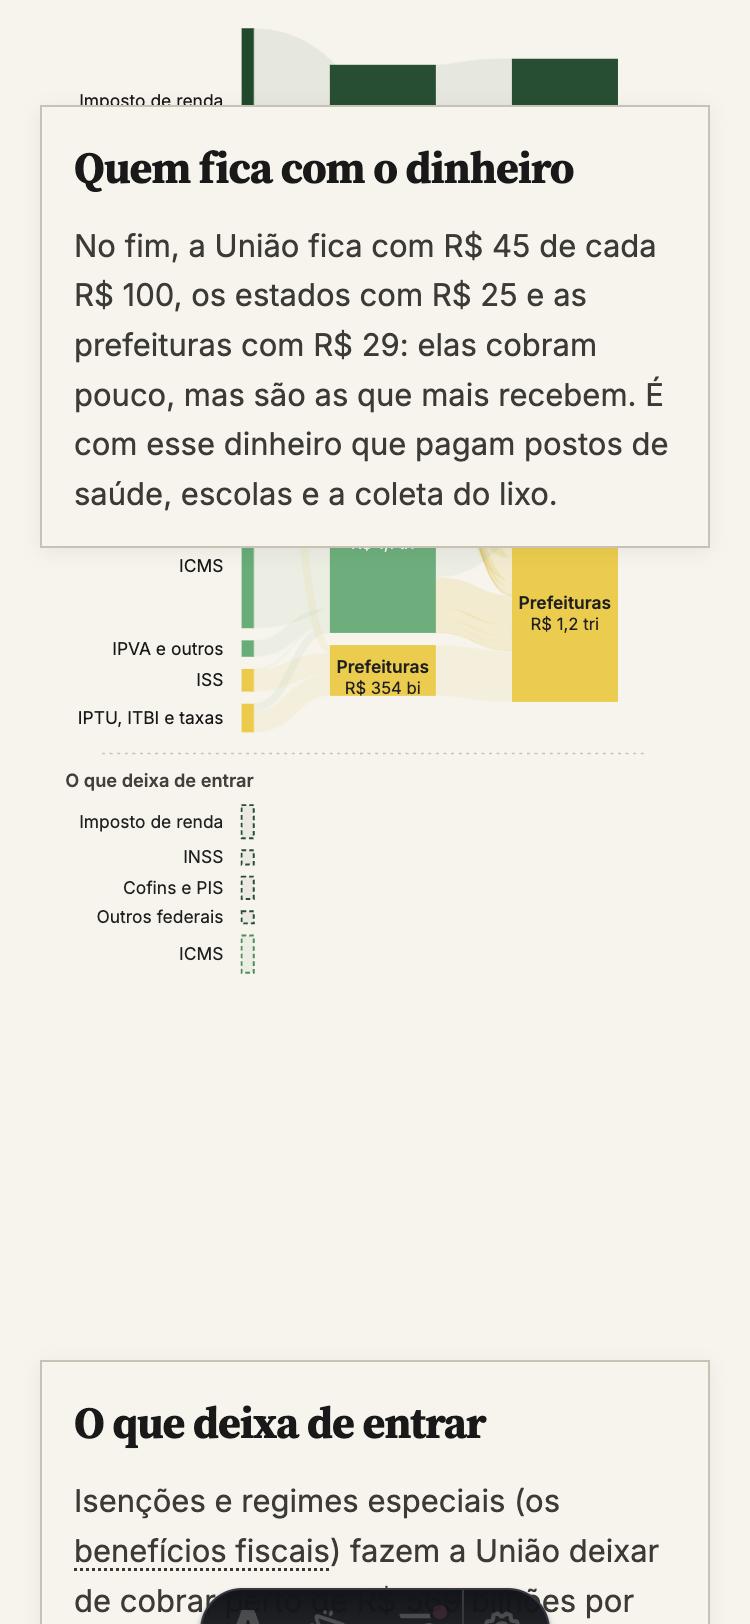 Imposto de renda
Quem fica com o dinheiro
No fim, a União fica com R$ 45 de cada
R$ 100, os estados com R$ 25 e as
prefeituras com R$ 29: elas cobram
pouco, mas são as que mais recebem. É
com esse dinheiro que pagam postos de
saúde, escolas e a coleta do lixo.
ICMS
Prefeituras
R$ 1,2 tri
IPVA e outros
Prefeituras
R$ 354 bi
ISS
IPTU, ITBI e taxas
O que deixa de entrar
Imposto de renda
INSS
Cofins e PIS
Outros federais
ICMS
O que deixa de entrar
Isenções e regimes especiais (os
benefícios fiscais) fazem a União deixar
de cobrar perto de R$ bilhões por